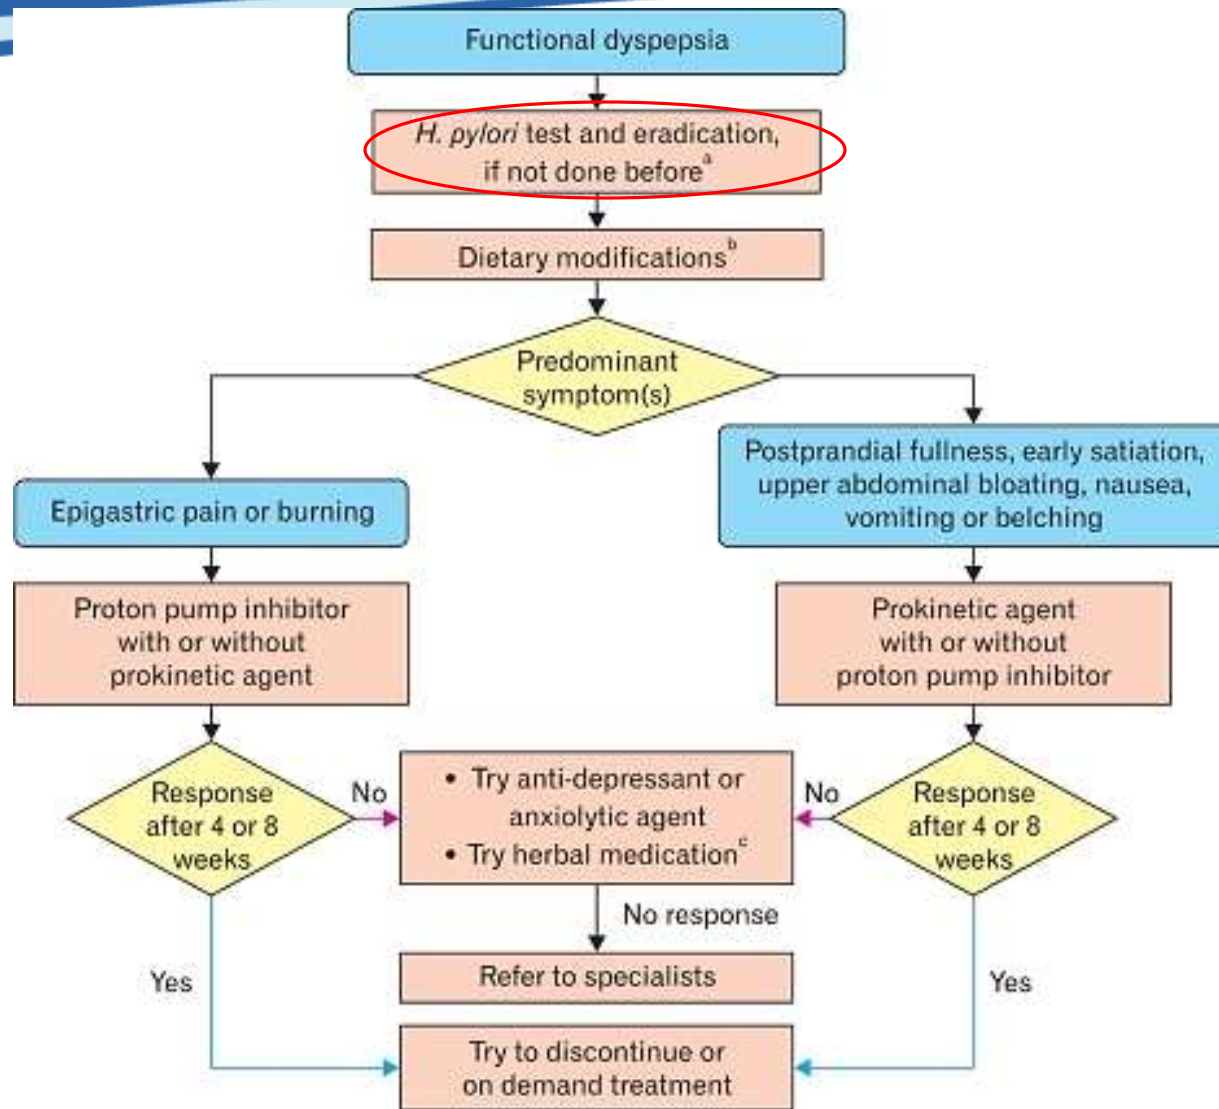 Functional dyspepsia
H. pylori test and eradication,
if not done before a
Dietary modifications b
Predominant
symptom(s)
Epigastric pain or burning
Postprandial fullness, early satiation,
upper abdominal bloating, nausea,
vomiting or belching
Proton pump inhibitor
with or without
prokinetic agent
Prokinetic agent
with or without
proton pump inhibitor
Response
after 4 or 8
weeks
No
• Try anti-depressant or
anxiolytic agent
• Try herbal medication c
No
Response
after 4 or 8
weeks
No response
Yes
Refer to specialists
Yes
Try to discontinue or
on demand treatment